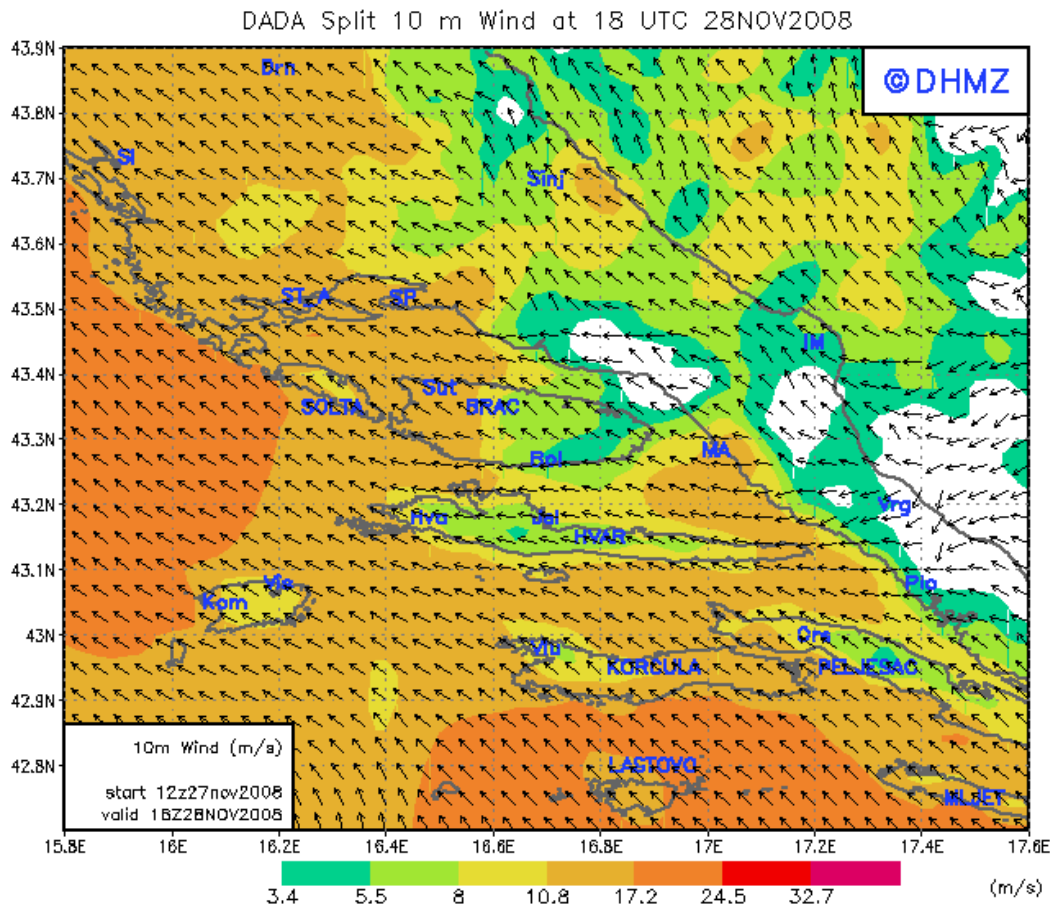 DADA Split 10 m Wind at 18 UTC 28NOV2008
43.9N
©DHMZ
Drn
43.8N
SI
43.7N
Sinj
43.6N
ST_A
SP
43.5N
IM
43.4N
Sut
SOLTA
BRAC
43.3N
MA
Bol
43.2N
Hva
Jel
Vrg
HVAR
43.1N
Vis
Plo
Kom
43N
Ore
Vlu
KORCULA
PELJESAC
42.9N
42.8N
LASTOVO
MLJET
10m Wind (m/s)
start 12z27nov2008
valid 18Z28NOV2008
15.8E 16E 16.2E 16.4E 16.6E 16.8E 17E 17.2E 17.4E 17.6E
3.4 5.5 8 10.8 17.2 24.5 32.7 (m/s)